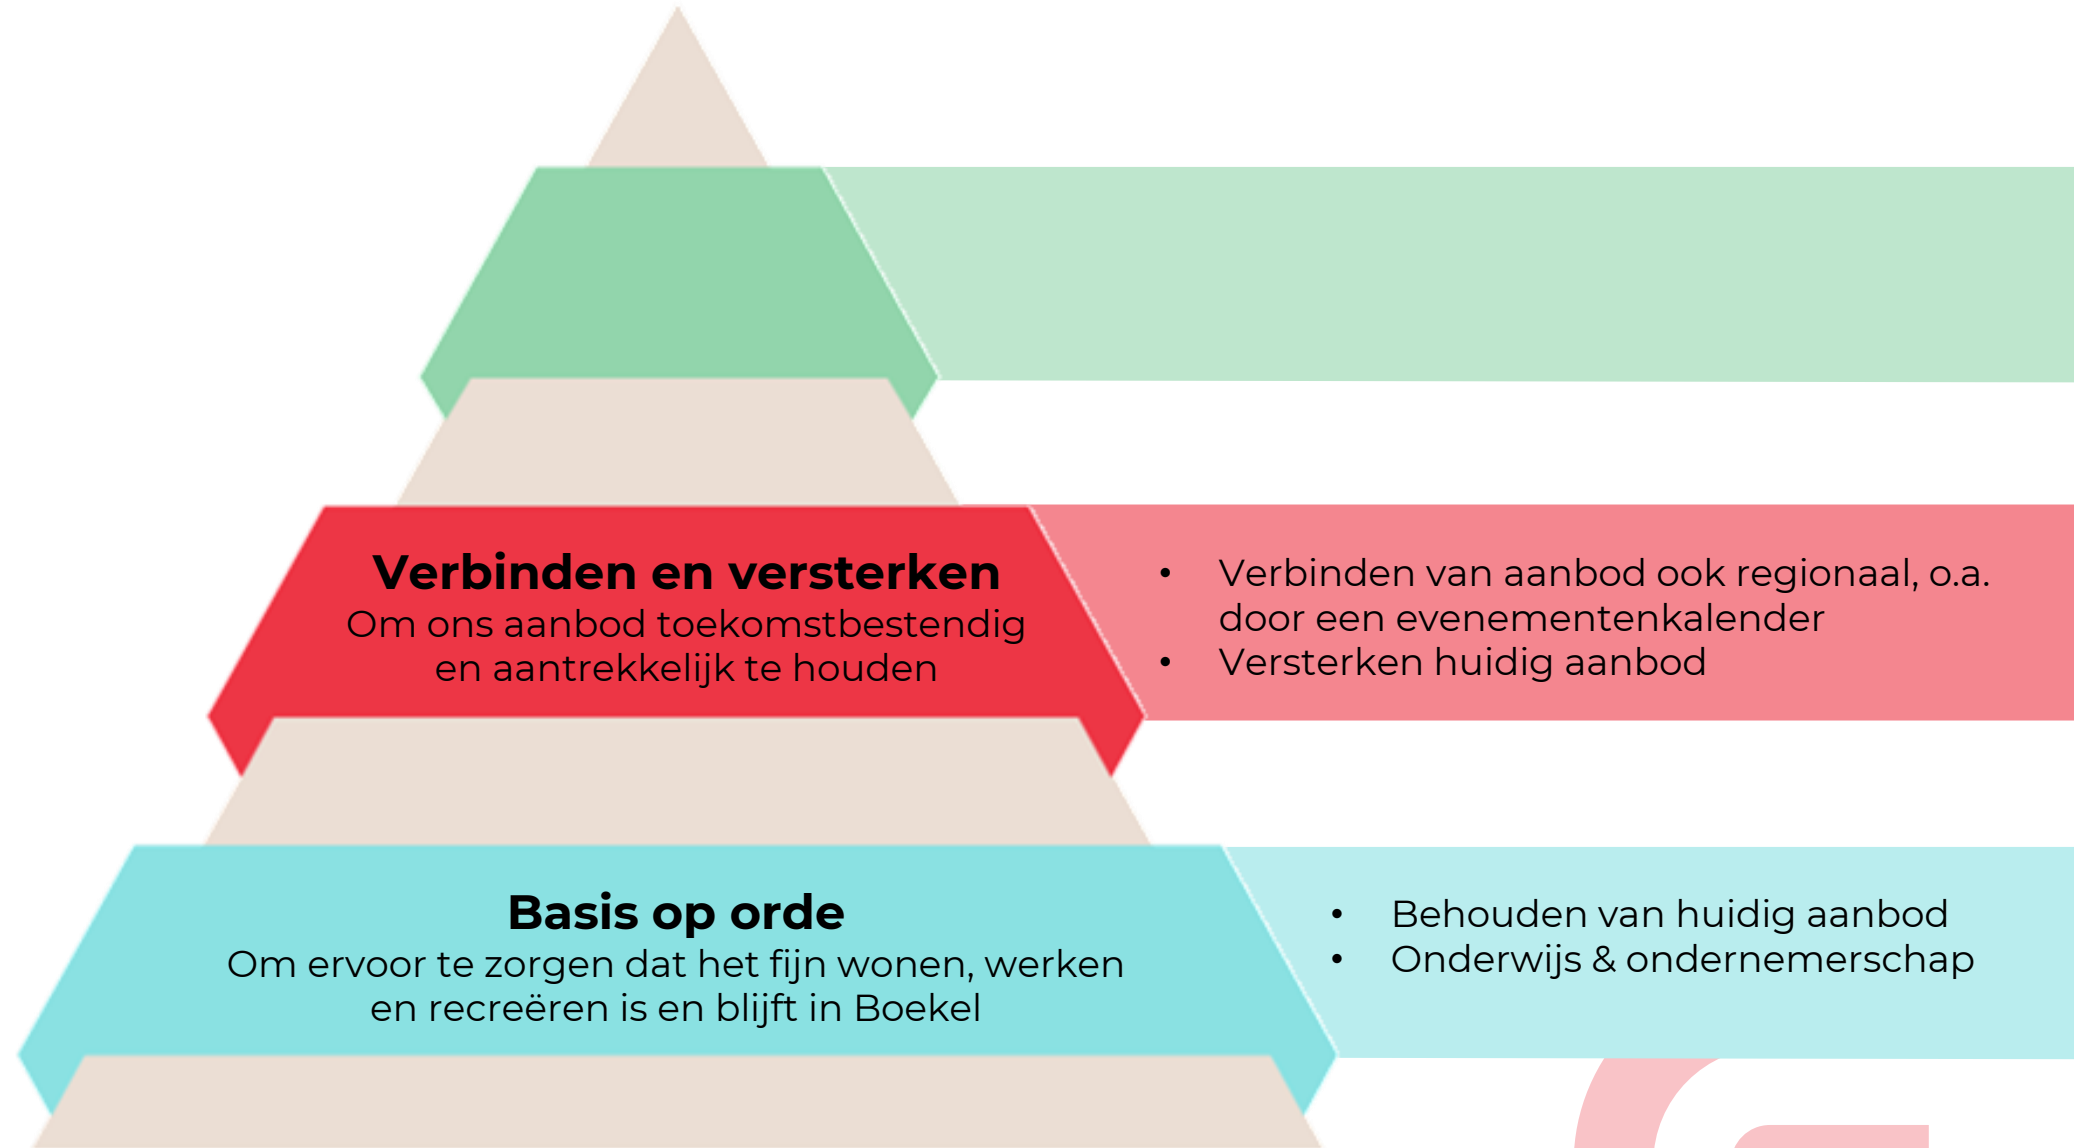 Verbinden en versterken
Om ons aanbod toekomstbestendig
en aantrekkelijk te houden
• Verbinden van aanbod ook regionaal, o.a.
door een evenementenkalender
• Versterken huidig aanbod
Basis op orde
Om ervoor te zorgen dat het fijn wonen, werken
en recreëren is en blijft in Boekel
• Behouden van huidig aanbod
• Onderwijs & ondernemerschap